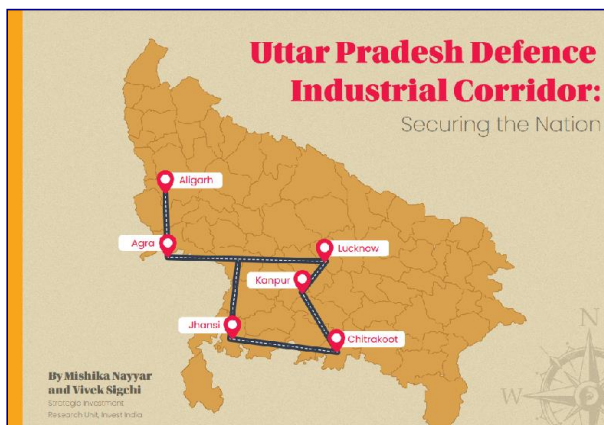 Uttar Pradesh Defence
Industrial Corridor:
Securing the Nation
Aligarh
Agra
Lucknow
Kanpur
Jhansi
Chitrakoot
By Mishika Nayyar
and Vivek Sigchi
Strategic Investment
Research Unit, Invest India
N
W